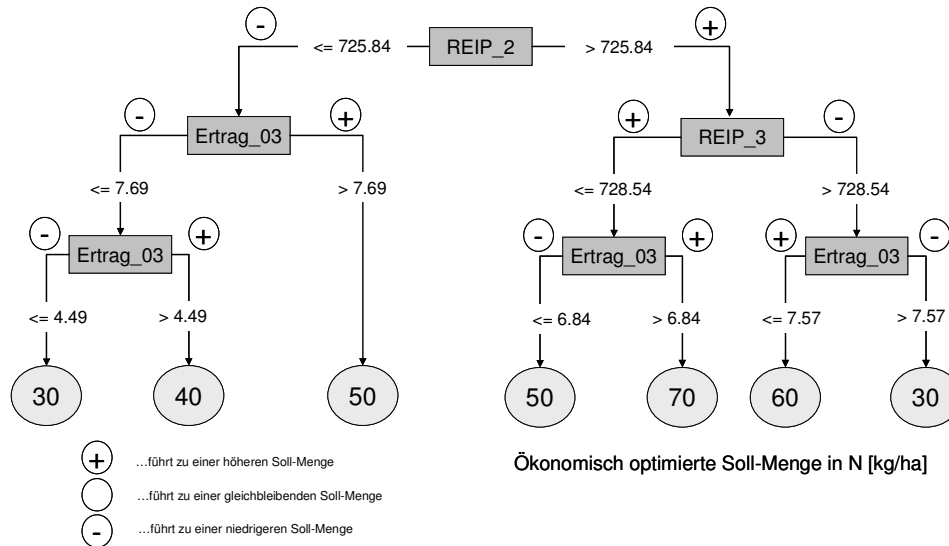 - +
<= 725.84 REIP_2 > 725.84
- Ertrag_03 + + REIP_3 -
<= 7.69 > 7.69 <= 728.54 > 728.54
- Ertrag_03 + - Ertrag_03 + + Ertrag_03 -
<= 4.49 > 4.49 <= 6.84 > 6.84 <= 7.57 > 7.57
30 40 50 50 70 60 30
+ ...führt zu einer höheren Soll-Menge
Ökonomisch optimierte Soll-Menge in N [kg/ha]
...führt zu einer gleichbleibenden Soll-Menge
- ...führt zu einer niedrigeren Soll-Menge